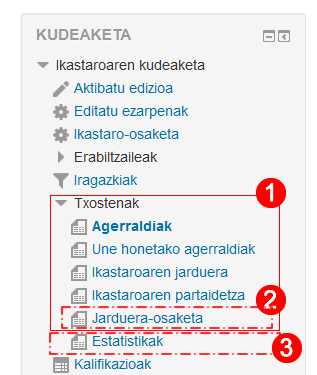 KUDEAKETA
Ikastaroaren kudeaketa
Aktibatu edizioa
Editatu ezarpenak
Ikastaro-osaketa
Erabiltzaileak
Iragazkiak
1
Txostenak
Agerraldiak
Une honetako agerraldiak
Ikastaroaren jarduera
Ikastaroaren partaidetza
2
Jarduera-osaketa
Estatistikak
3
Kalifikazioak